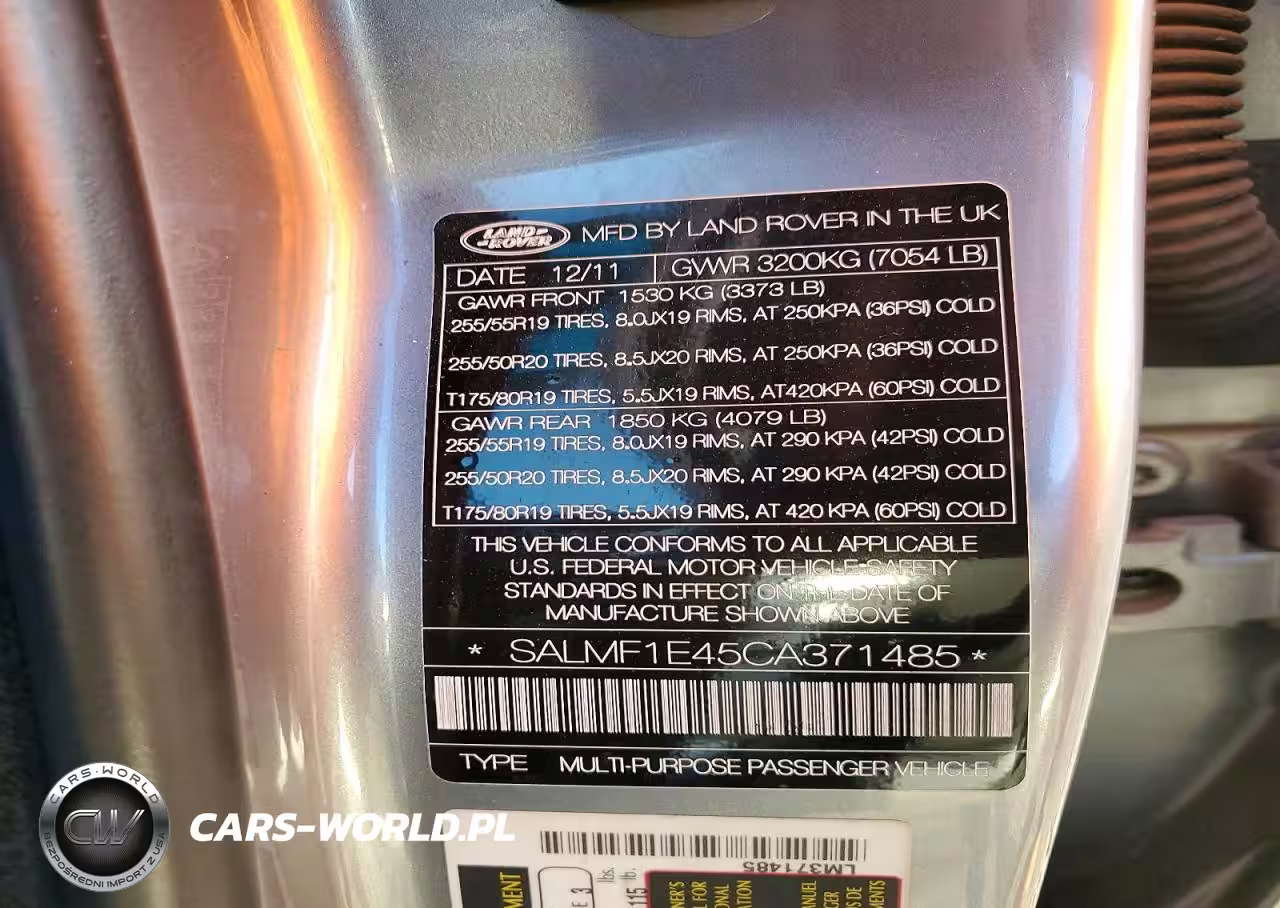 LAND-
-ROVER
MFD BY LAND ROVER IN THE UK
DATE 12/11 GVWR 3200KG (7054 LB)
GAWR FRONT 1530 KG (3373 LB)
255/55R19 TIRES, 8.0JX19 RIMS, AT 250KPA (36PSI) COLD
255/50R20 TIRES, 8.5JX20 RIMS, AT 250KPA (36PSI) COLD
T175/80R19 TIRES, 5.5JX19 RIMS, AT420KPA (60PSI) COLD
GAWR REAR 1850 KG (4079 LB)
255/55R19 TIRES, 8.0JX19 RIMS, AT 290 KPA (42PSI) COLD
255/50R20 TIRES, 8.5JX20 RIMS, AT 290 KPA (42PSI) COLD
T175/80R19 TIRES, 5.5JX19 RIMS, AT 420 KPA (60PSI) COLD
THIS VEHICLE CONFORMS TO ALL APPLICABLE
U.S. FEDERAL MOTOR VEHICLE SAFETY
STANDARDS IN EFFECT ON THE DATE OF
MANUFACTURE SHOWN ABOVE
* SALMF1E45CA371485 *
TYPE MULTI-PURPOSE PASSENGER VEHICLE
CARS-WORLD
CW
BEZPOŚREDNI IMPORT Z USA
CARS-WORLD.PL
LM371485
lbs.
lb.